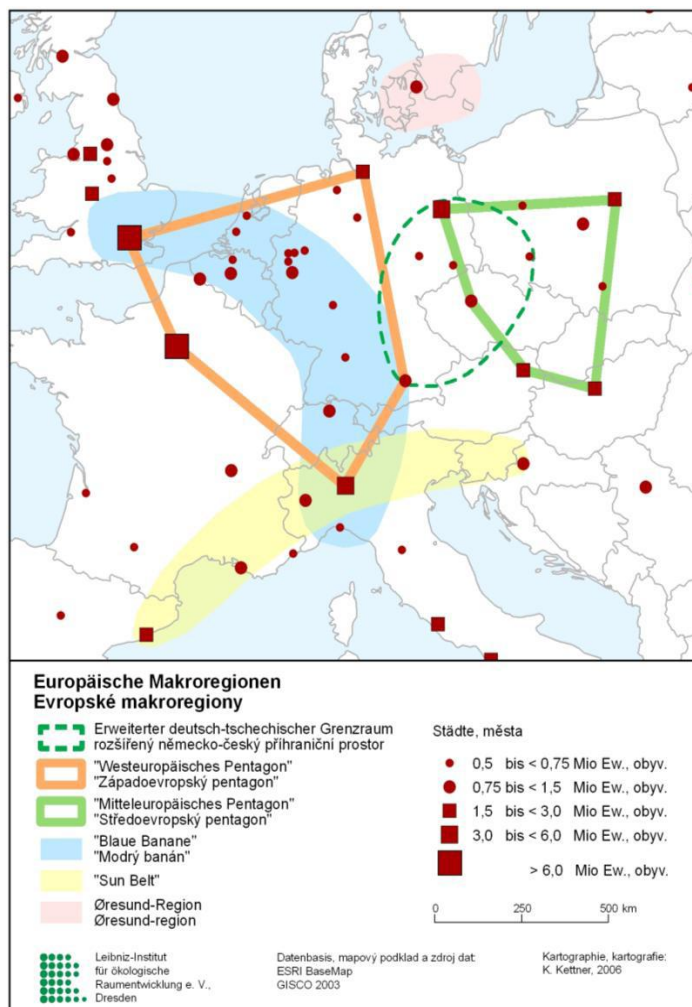 Europäische Makroregionen
Evropské makroregiony
Erweiterter deutsch-tschechischer Grenzraum
rozšířený německo-český příhraniční prostor
"Westeuropäisches Pentagon"
"Západoevropský pentagon"
"Mitteleuropäisches Pentagon"
"Středoevropský pentagon"
"Blaue Banane"
"Modrý banán"
"Sun Belt"
Øresund-Region
Øresund-region
Städte, města
0,5 bis < 0,75 Mio Ew., obyv.
0,75 bis < 1,5 Mio Ew., obyv.
1,5 bis < 3,0 Mio Ew., obyv.
3,0 bis < 6,0 Mio Ew., obyv.
> 6,0 Mio Ew., obyv.
0 250 500 km
Leibniz-Institut
für ökologische
Raumentwicklung e. V.,
Dresden
Datenbasis, mapový podklad a zdroj dat:
ESRI BaseMap
GISCO 2003
Kartographie, kartografie:
K. Kettner, 2006